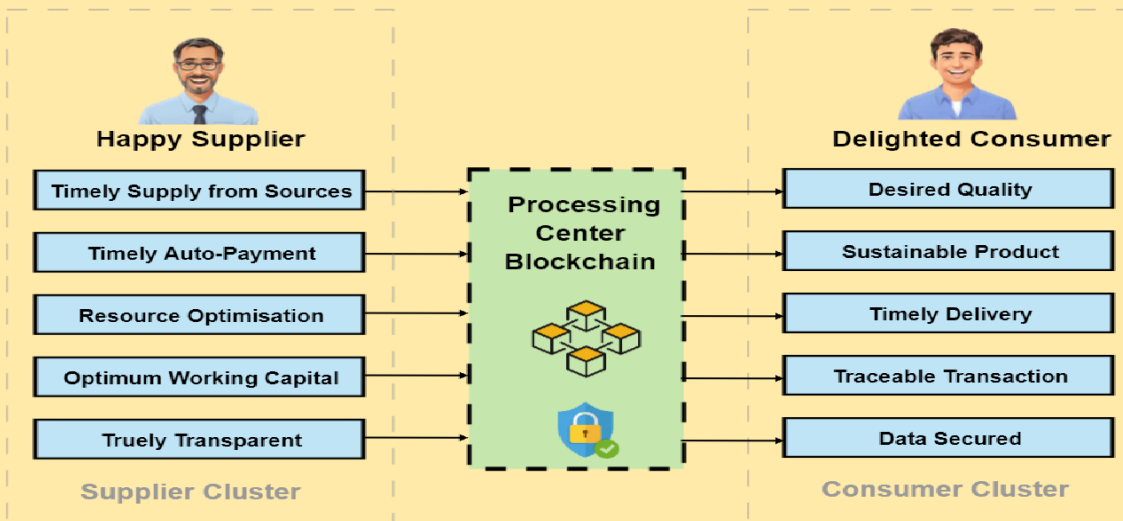 Happy Supplier
Timely Supply from Sources
Timely Auto-Payment
Resource Optimisation
Optimum Working Capital
Truely Transparent
Supplier Cluster
Processing
Center
Blockchain
Delighted Consumer
Desired Quality
Sustainable Product
Timely Delivery
Traceable Transaction
Data Secured
Consumer Cluster